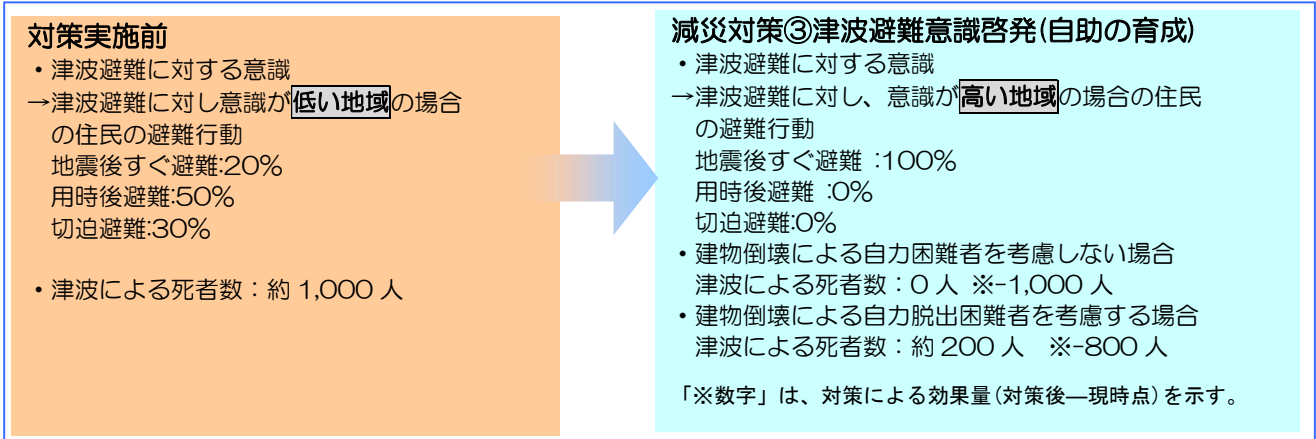 対策実施前
・津波避難に対する意識
→津波避難に対し意識が低い地域の場合
の住民の避難行動
地震後すぐ避難:20%
用時後避難:50%
切迫避難:30%
・津波による死者数：約 1,000 人
減災対策③津波避難意識啓発(自助の育成)
・津波避難に対する意識
→津波避難に対し、意識が高い地域の場合の住民
の避難行動
地震後すぐ避難 :100%
用時後避難 :0%
切迫避難:0%
・建物倒壊による自力困難者を考慮しない場合
津波による死者数：0 人 ※-1,000 人
・建物倒壊による自力脱出困難者を考慮する場合
津波による死者数：約 200 人 ※-800 人
「※数字」は、対策による効果量(対策後―現時点)を示す。